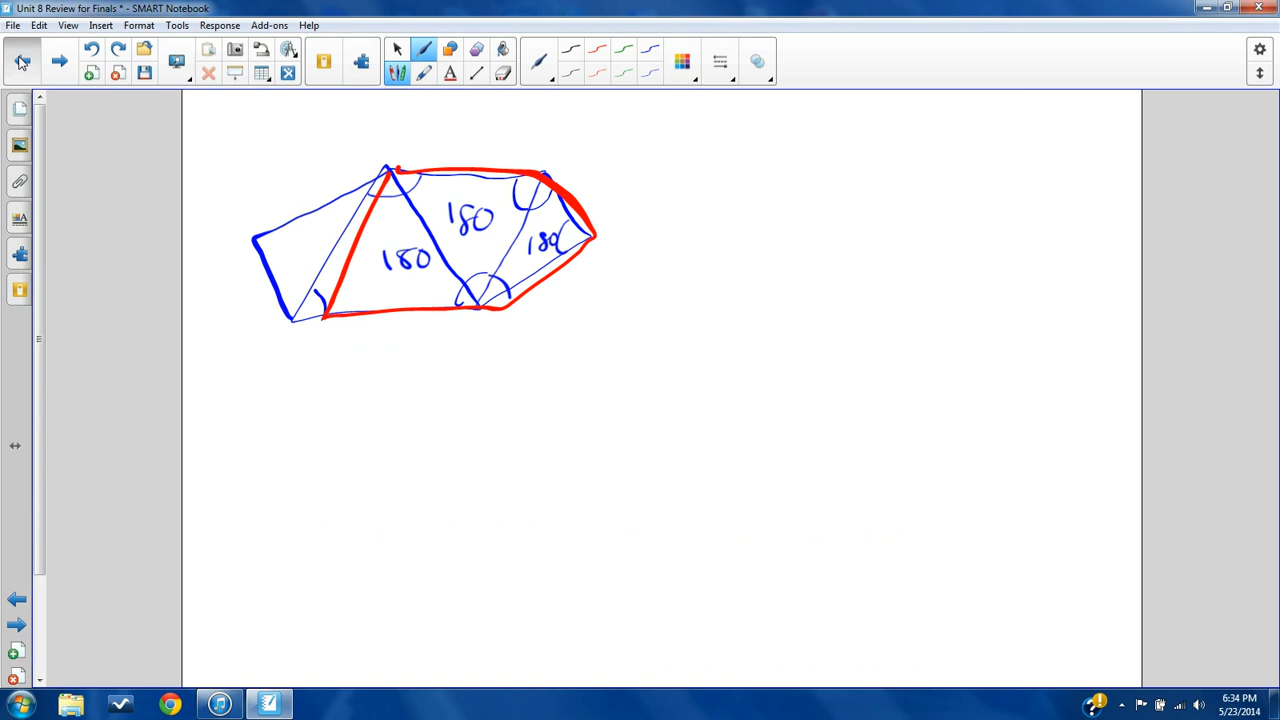 Unit 8 Review for Finals * - SMART Notebook
File Edit View Insert Format Tools Response Add-ons Help
180
180
180
6:34 PM
5/23/2014